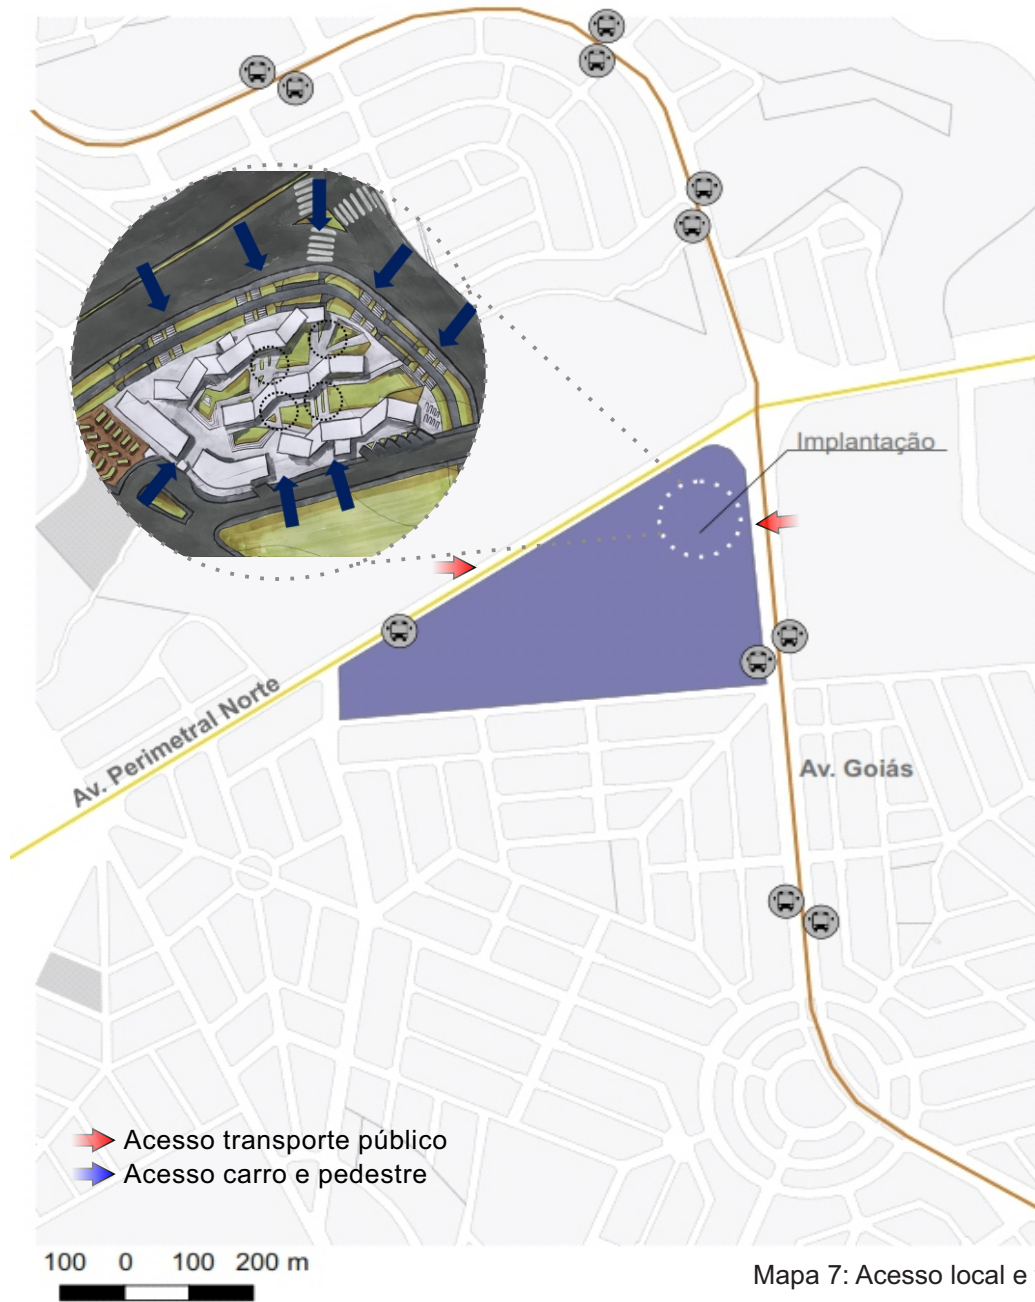 Implantação
Av. Perimetral Norte
Av. Goiás
Acesso transporte público
Acesso carro e pedestre
100 0 100 200 m
Mapa 7: Acesso local e